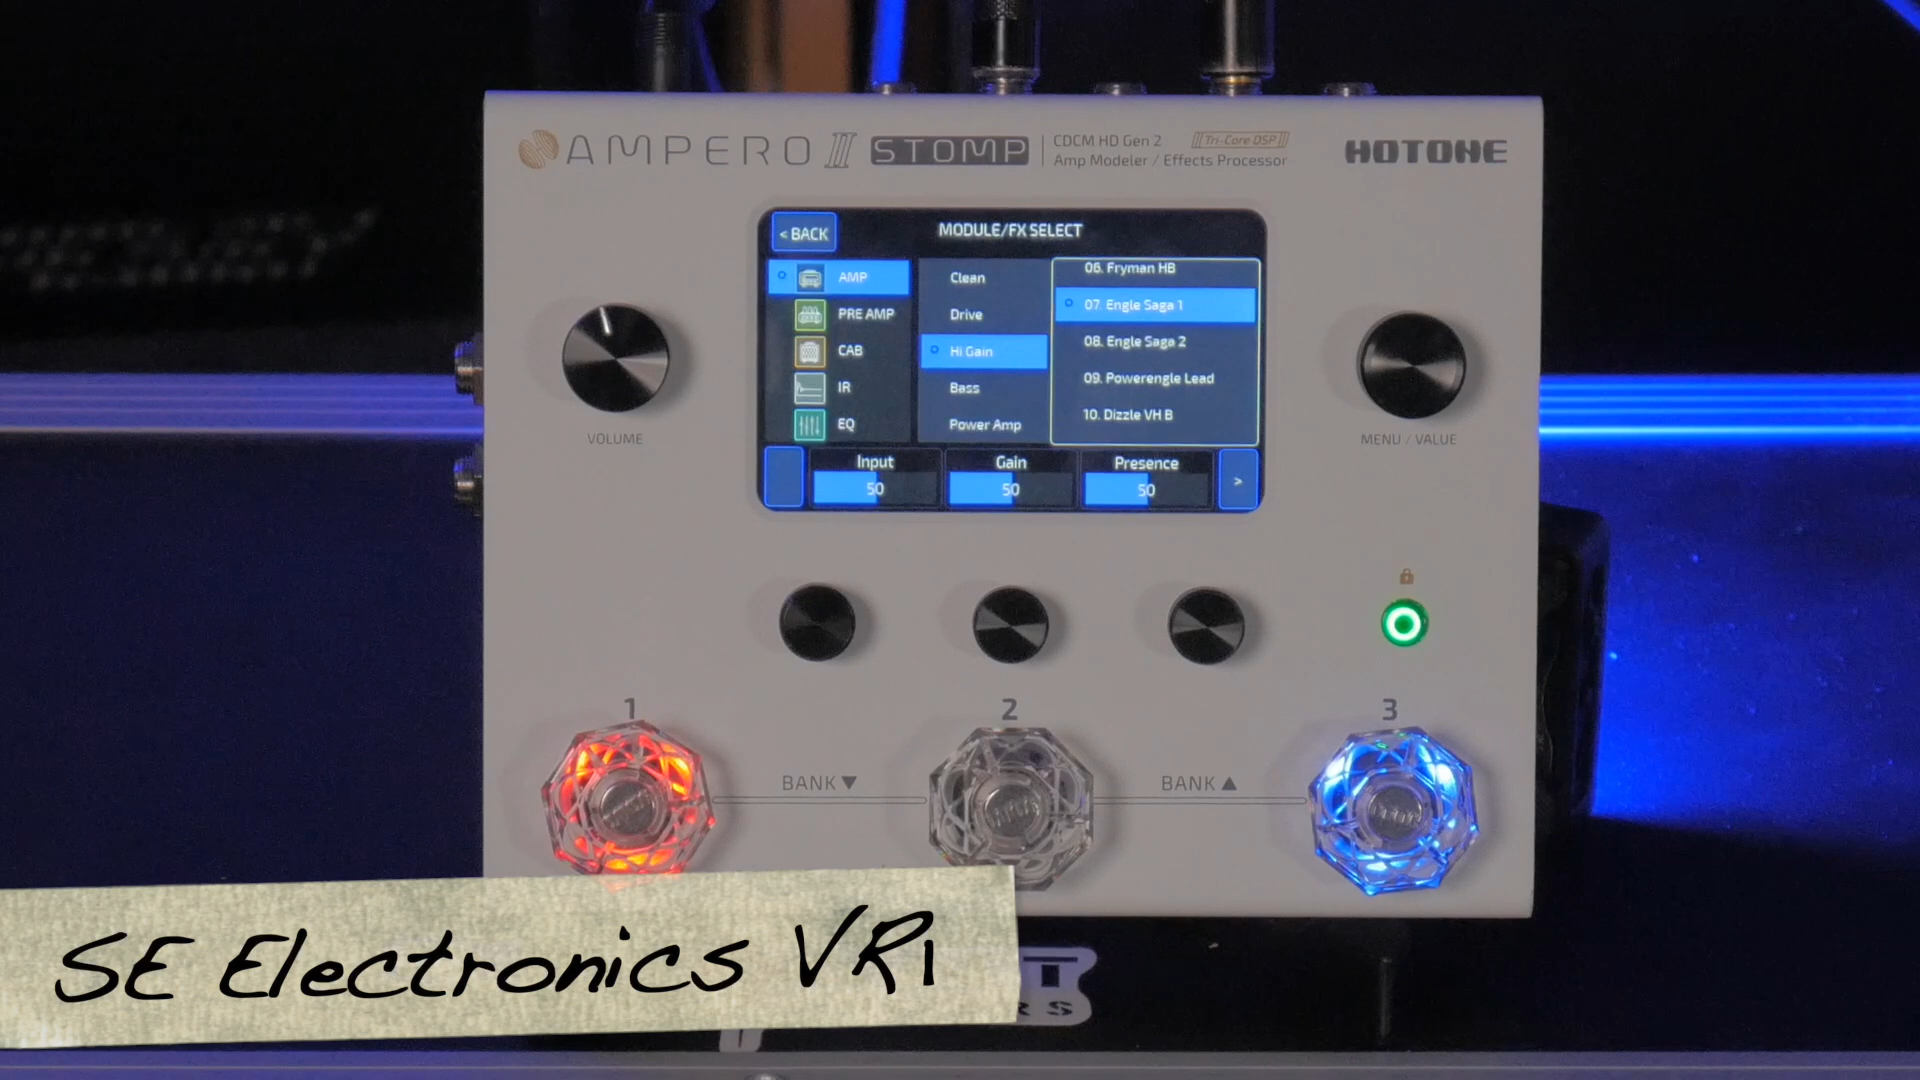 AMPERO II STOMP
CDCM HD Gen 2
Tri-Core DSP
Amp Modeler / Effects Processor
HOTONE
< BACK
MODULE/FX SELECT
AMP
PRE AMP
CAB
IR
EQ
Clean
Drive
Hi Gain
Bass
Power Amp
06. Fryman HB
07. Engle Saga 1
08. Engle Saga 2
09. Powerengle Lead
10. Dizzle VH B
Input
50
Gain
50
Presence
50
>
VOLUME
MENU / VALUE
1
2
3
BANK ▼
BANK ▲
SE Electronics VR1